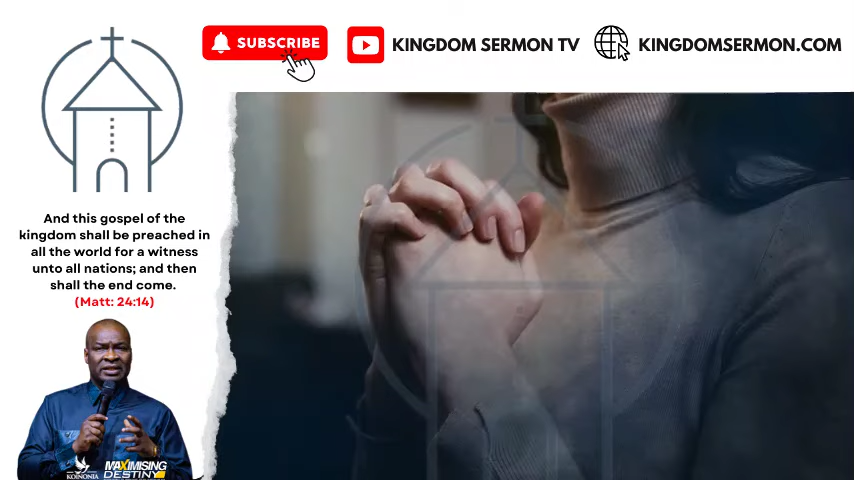 SUBSCRIBE
KINGDOM SERMON TV
KINGDOMSERMON.COM
And this gospel of the
kingdom shall be preached in
all the world for a witness
unto all nations; and then
shall the end come.
(Matt: 24:14)
KOINONIA
MAXIMISING
DESTINY